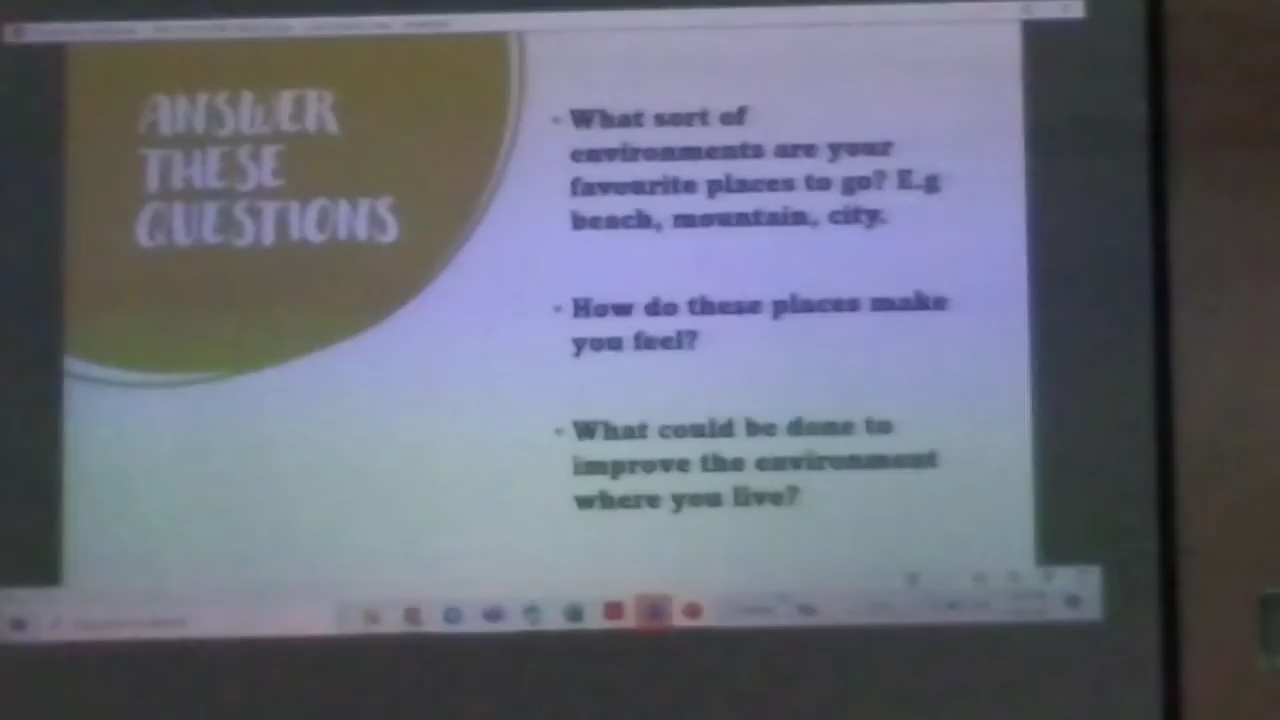 ANSWER
THESE
QUESTIONS
• What sort of
environments are your
favourite places to go? E.g
beach, mountain, city.
• How do these places make
you feel?
• What could be done to
improve the environment
where you live?